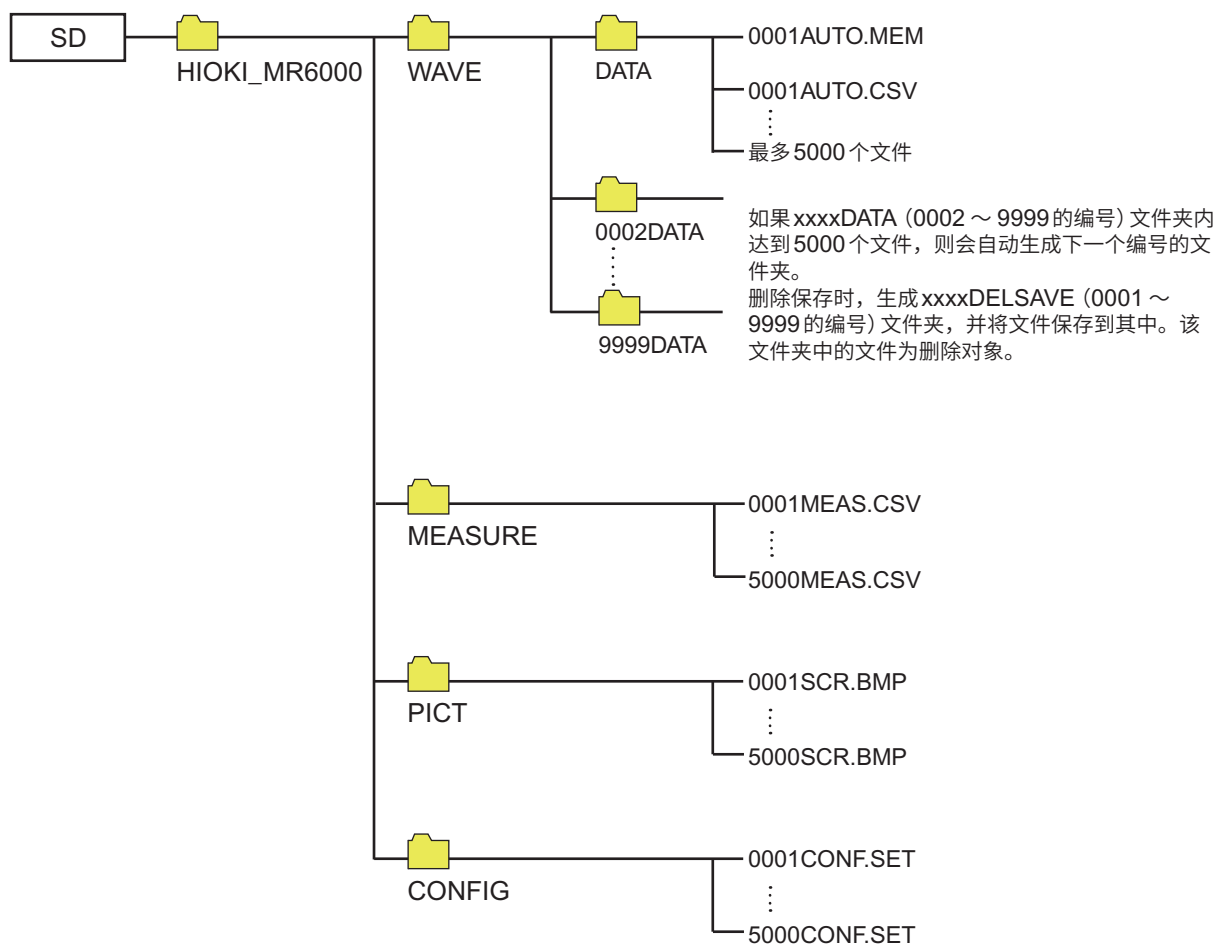 SD
HIOKI_MR6000
WAVE
DATA
0001AUTO.MEM
0001AUTO.CSV
最多5000个文件
0002DATA
9999DATA
如果xxxxDATA（0002 ～ 9999的编号）文件夹内
达到5000个文件，则会自动生成下一个编号的文
件夹。
删除保存时，生成xxxxDELSAVE（0001 ～
9999的编号）文件夹，并将文件保存到其中。该
文件夹中的文件为删除对象。
MEASURE
0001MEAS.CSV
5000MEAS.CSV
PICT
0001SCR.BMP
5000SCR.BMP
CONFIG
0001CONF.SET
5000CONF.SET